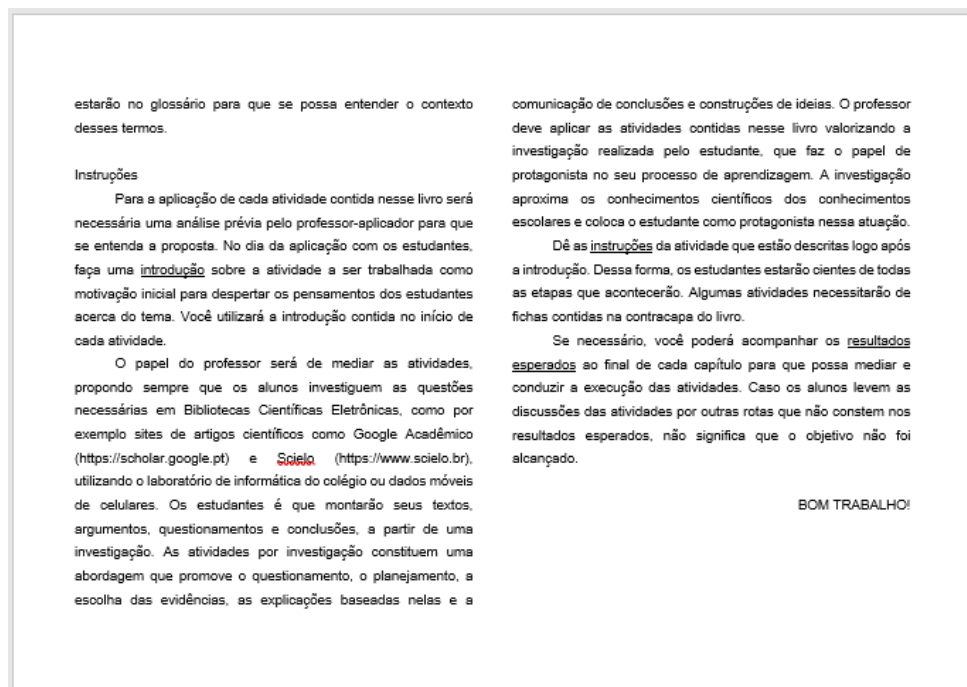 estarão no glossário para que se possa entender o contexto
desses termos.
Instruções
Para a aplicação de cada atividade contida nesse livro será
necessária uma análise prévia pelo professor-aplicador para que
se entenda a proposta. No dia da aplicação com os estudantes,
faça uma introdução sobre a atividade a ser trabalhada como
motivação inicial para despertar os pensamentos dos estudantes
acerca do tema. Você utilizará a introdução contida no início de
cada atividade.
O papel do professor será de mediar as atividades,
propondo sempre que os alunos investiguem as questões
necessárias em Bibliotecas Científicas Eletrônicas, como por
exemplo sites de artigos científicos como Google Acadêmico
(https://scholar.google.pt) e Scielo (https://www.scielo.br),
utilizando o laboratório de informática do colégio ou dados móveis
de celulares. Os estudantes é que montarão seus textos,
argumentos, questionamentos e conclusões, a partir de uma
investigação. As atividades por investigação constituem uma
abordagem que promove o questionamento, o planejamento, a
escolha das evidências, as explicações baseadas nelas e a
comunicação de conclusões e construções de ideias. O professor
deve aplicar as atividades contidas nesse livro valorizando a
investigação realizada pelo estudante, que faz o papel de
protagonista no seu processo de aprendizagem. A investigação
aproxima os conhecimentos científicos dos conhecimentos
escolares e coloca o estudante como protagonista nessa atuação.
Dê as instruções da atividade que estão descritas logo após
a introdução. Dessa forma, os estudantes estarão cientes de todas
as etapas que acontecerão. Algumas atividades necessitarão de
fichas contidas na contracapa do livro.
Se necessário, você poderá acompanhar os resultados
esperados ao final de cada capítulo para que possa mediar e
conduzir a execução das atividades. Caso os alunos levem as
discussões das atividades por outras rotas que não constem nos
resultados esperados, não significa que o objetivo não foi
alcançado.
BOM TRABALHO!